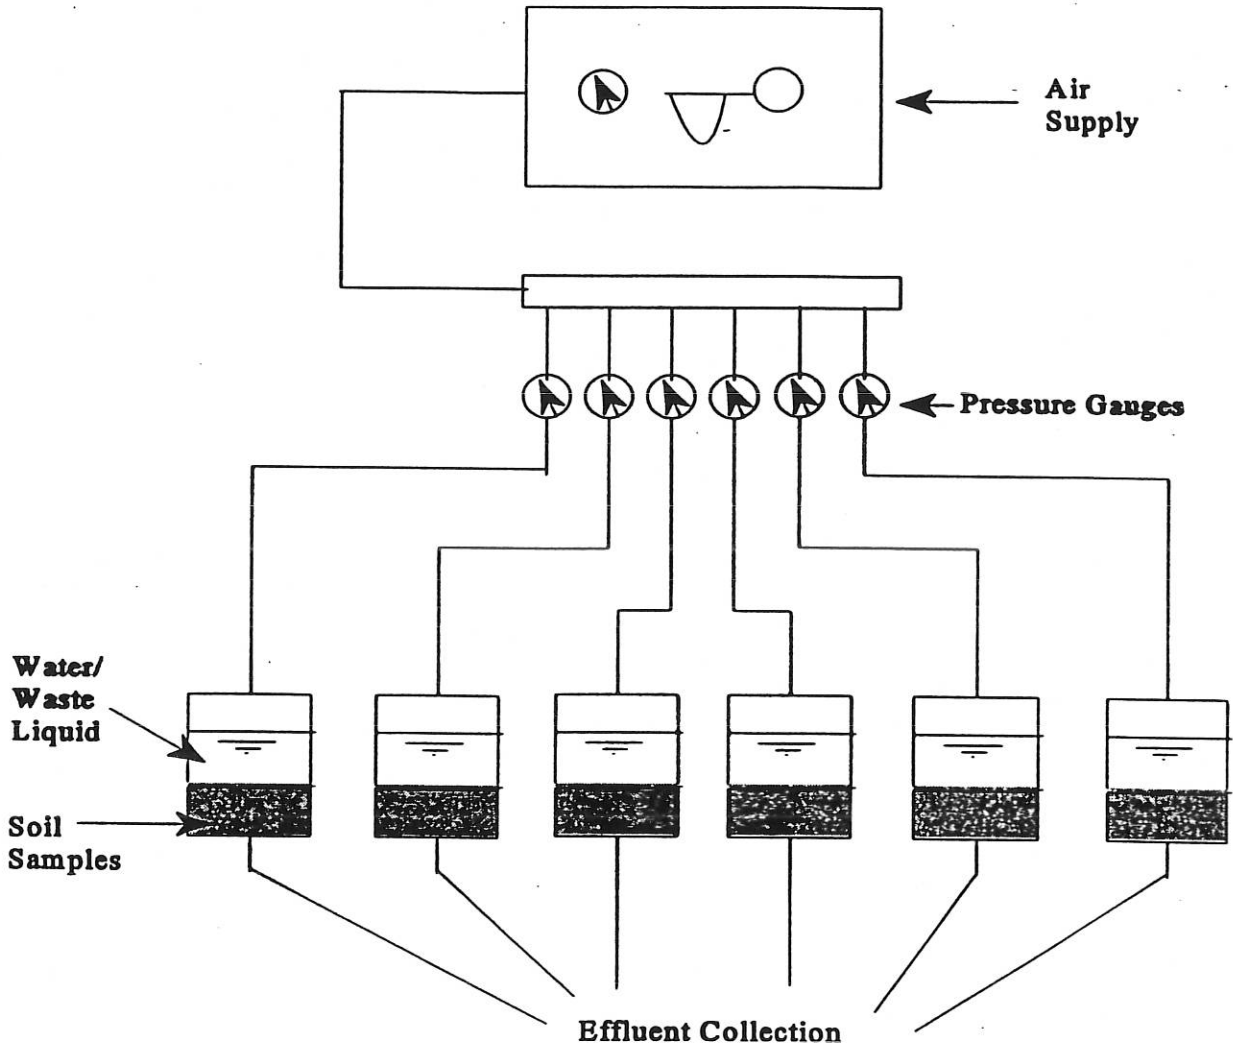 Air
Supply
Pressure Gauges
Water/
Waste
Liquid
Soil
Samples
Effluent Collection